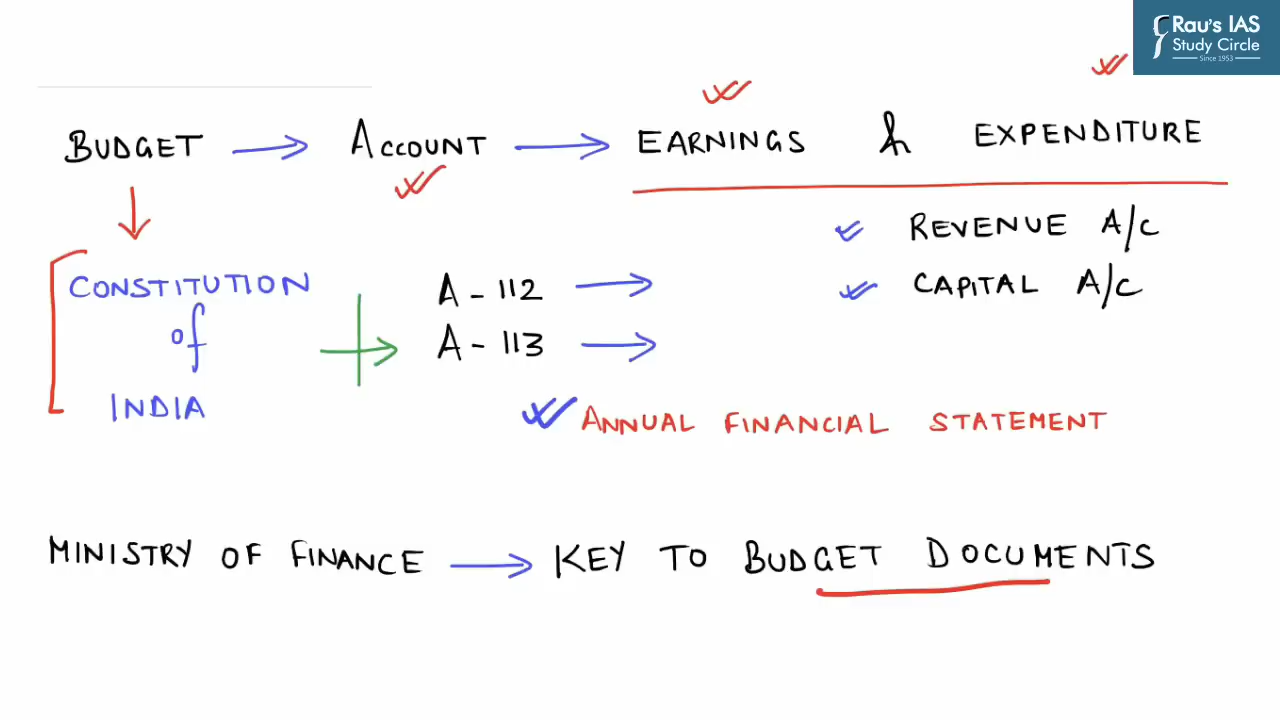 Rau's IAS
Study Circle
Since 1953
BUDGET → ACCOUNT → EARNINGS & EXPENDITURE
REVENUE A/C
CONSTITUTION
of
INDIA
A - 112 →
CAPITAL A/C
A - 113 →
ANNUAL FINANCIAL STATEMENT
MINISTRY OF FINANCE → KEY TO BUDGET DOCUMENTS